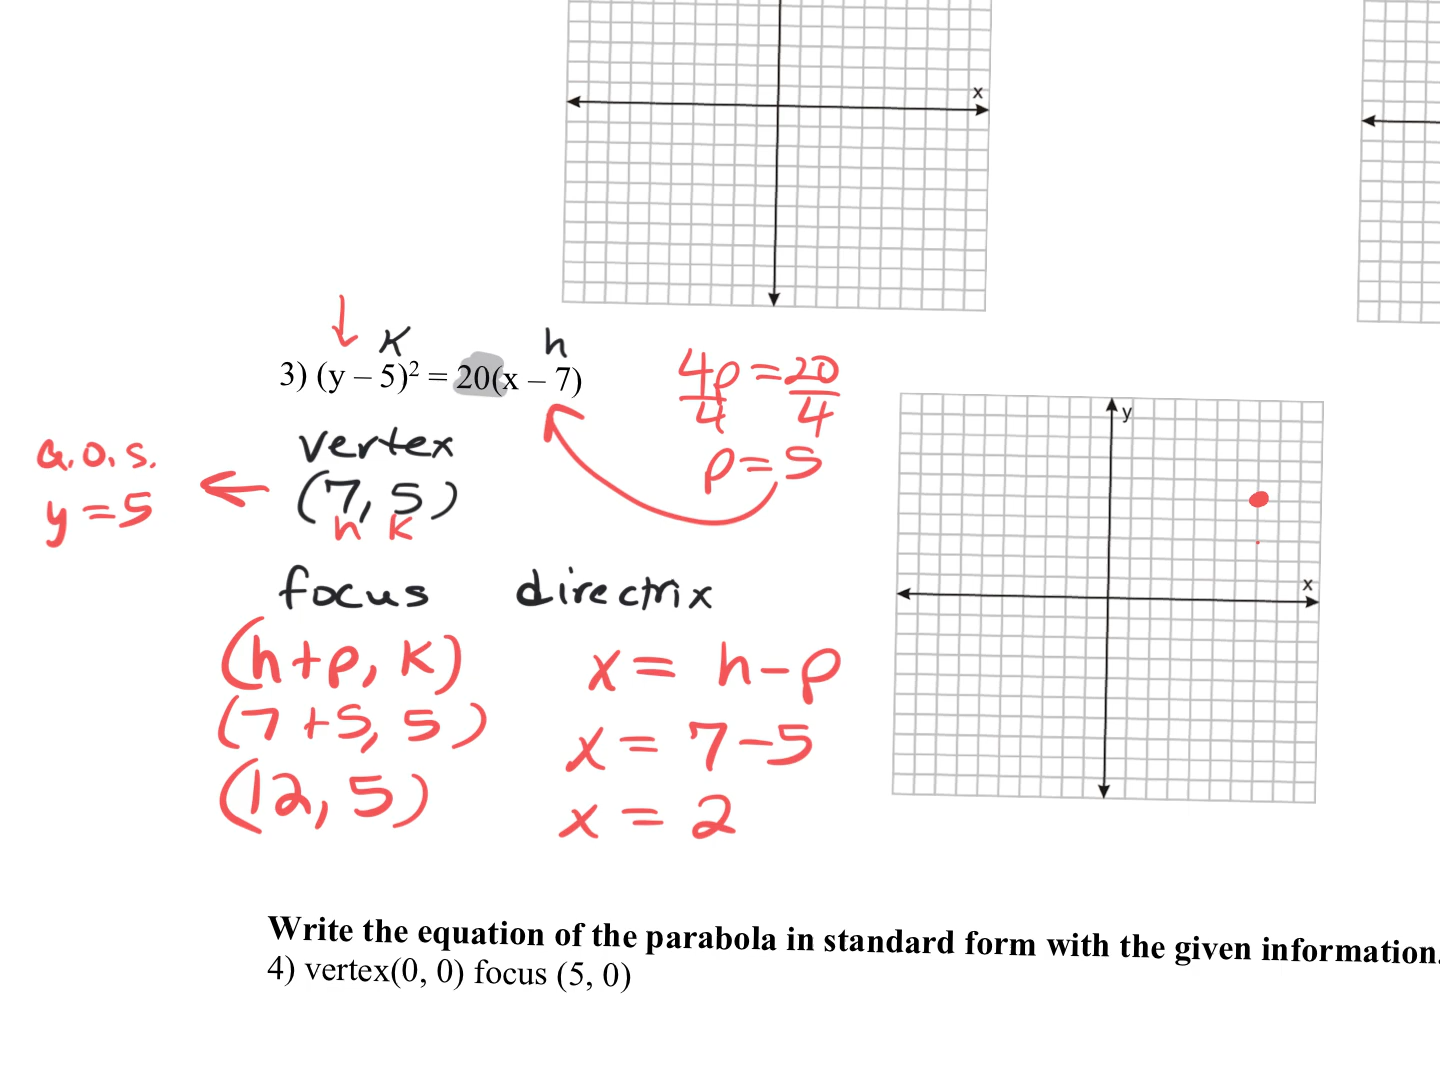 x
K h
3) (y – 5)² = 20(x – 7)
4p = 20
4 4
p = 5
y
x
vertex
(7, 5)
h k
a.o.s.
y = 5
focus directrix
(h+p, k) x = h-p
(7+5, 5) x = 7-5
(12, 5) x = 2
Write the equation of the parabola in standard form with the given information.
4) vertex(0, 0) focus (5, 0)